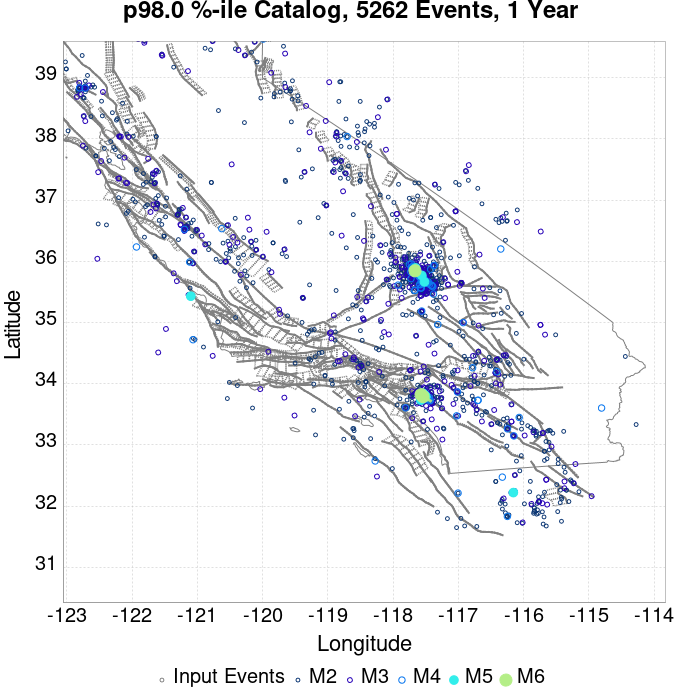 p98.0 %-ile Catalog, 5262 Events, 1 Year
39
38
37
36
35
34
33
32
31
Latitude
-123 -122 -121 -120 -119 -118 -117 -116 -115 -114
Longitude
Input Events M2 M3 M4 M5 M6